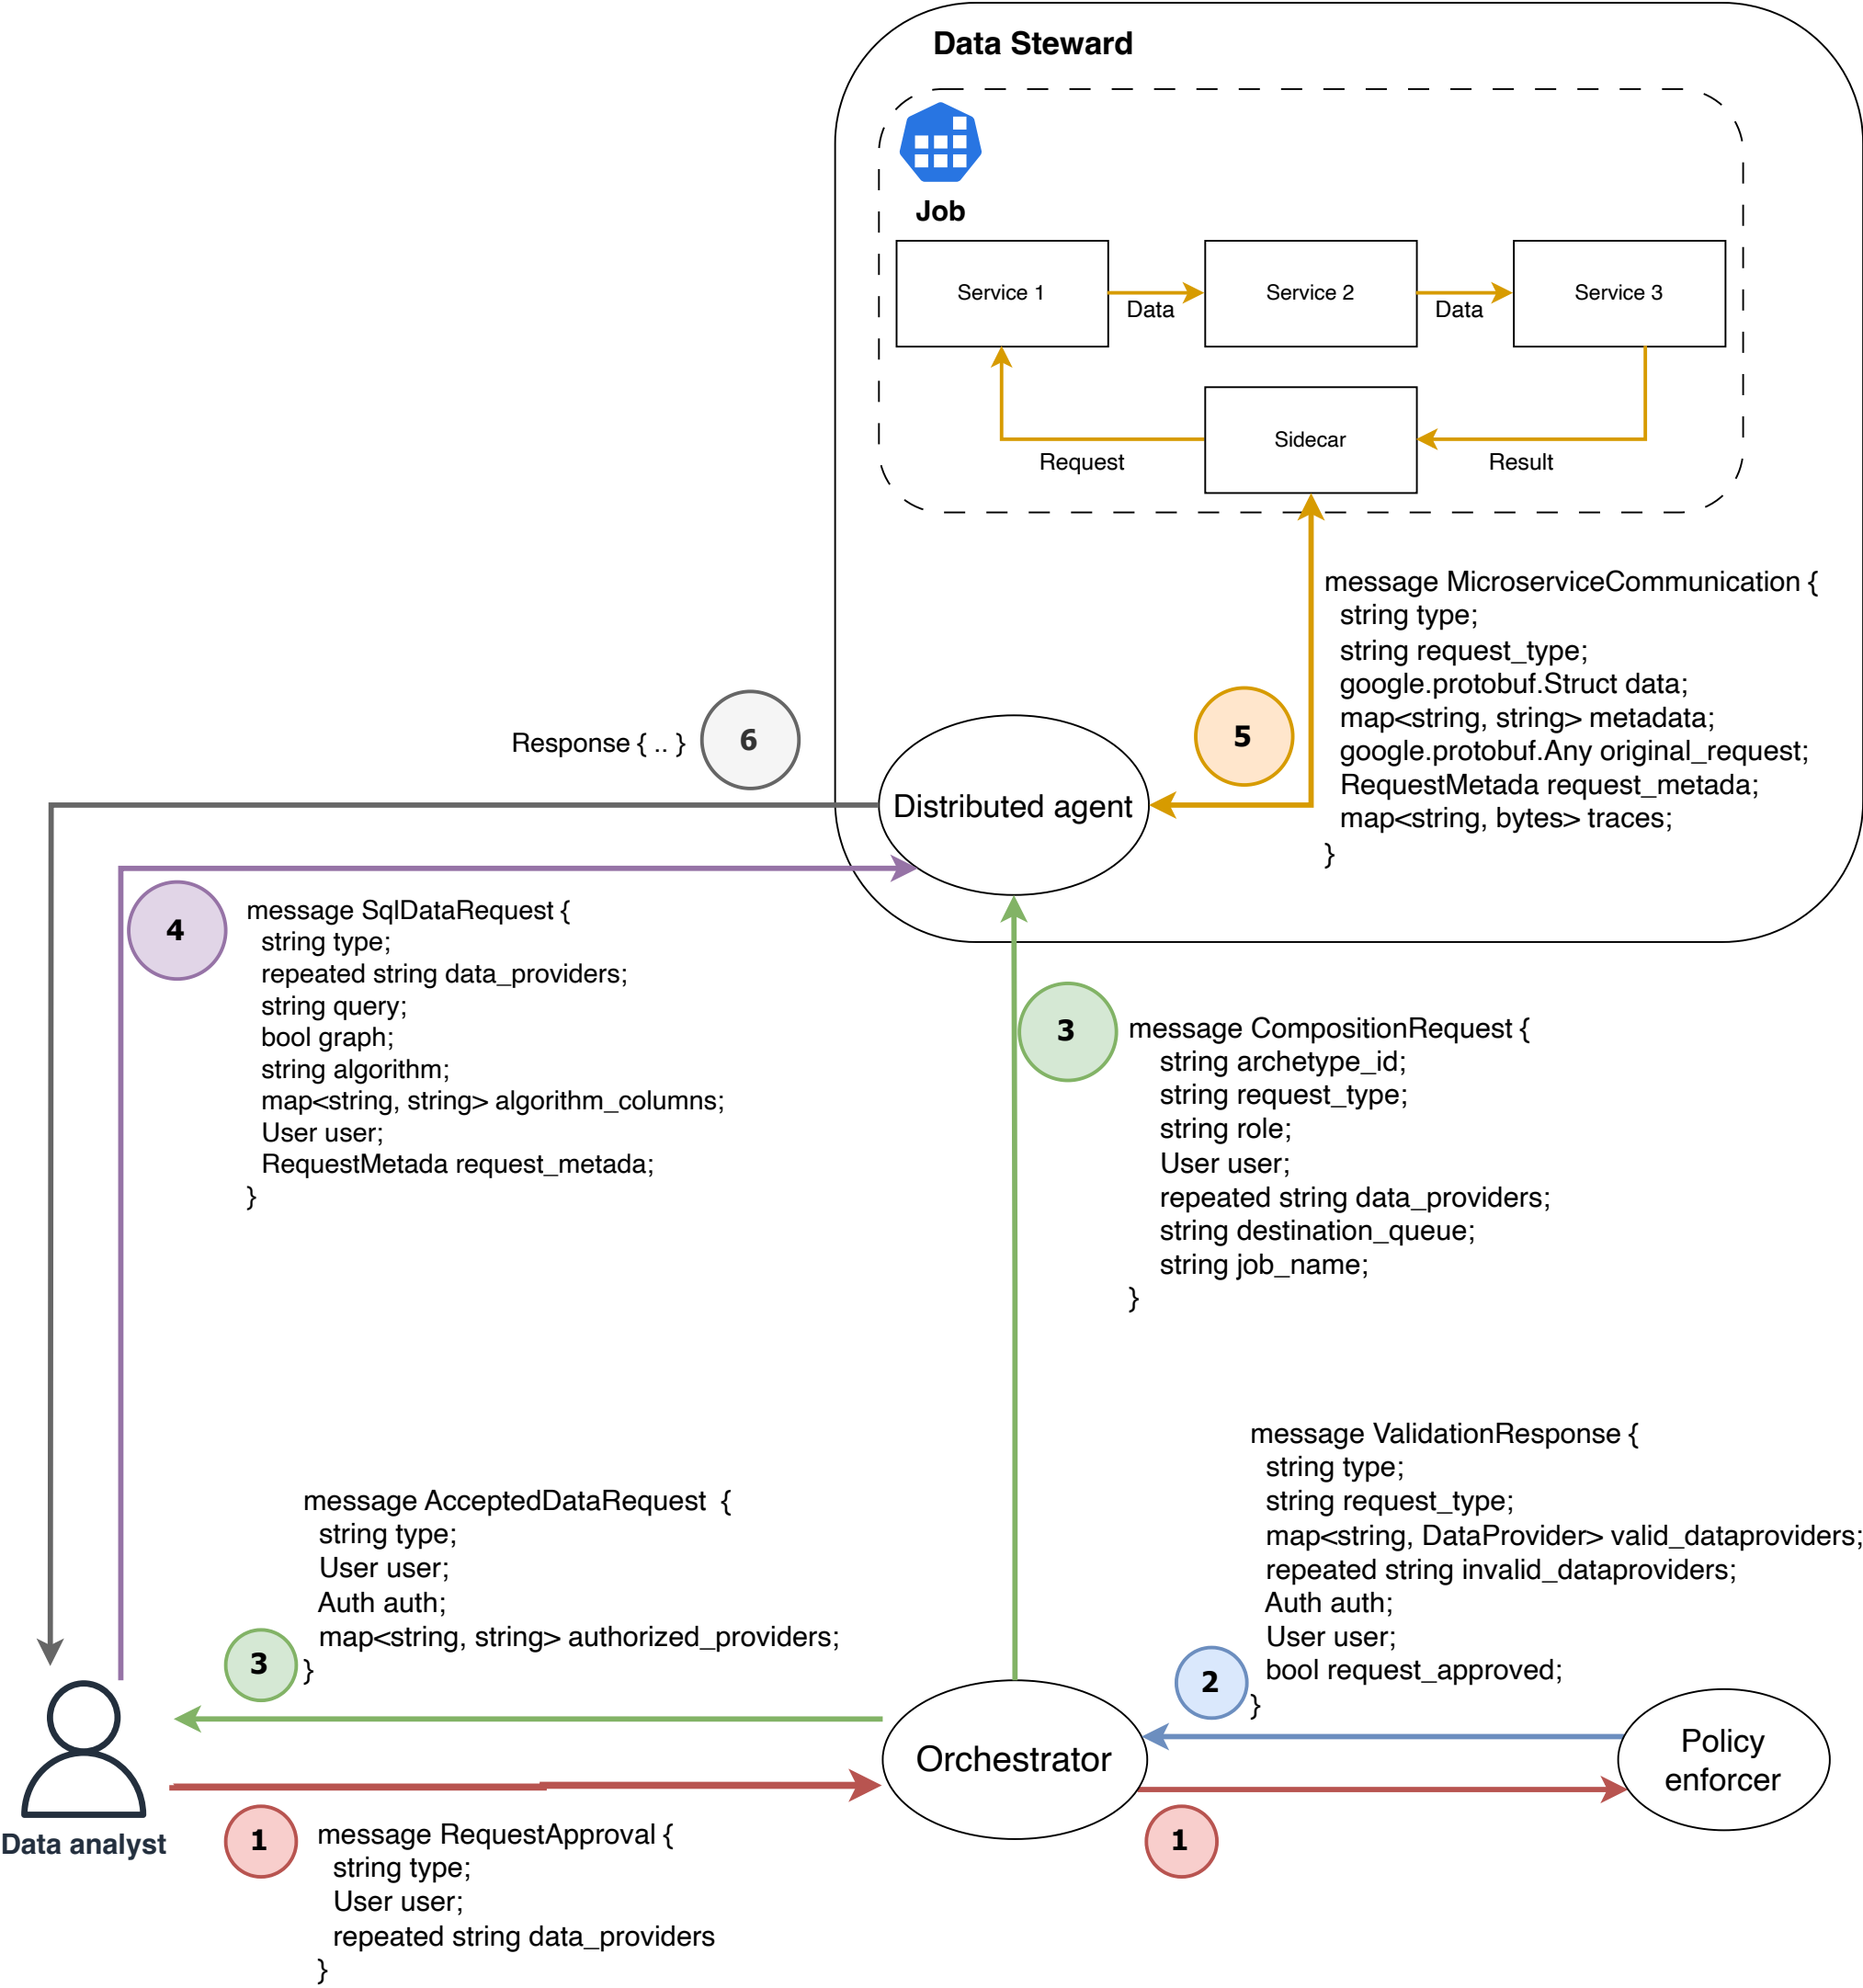 Data Steward
Job
Service 1
Data
Service 2
Data
Service 3
Sidecar
Request
Result
message MicroserviceCommunication {
string type;
string request_type;
google.protobuf.Struct data;
map<string, string> metadata;
google.protobuf.Any original_request;
RequestMetada request_metada;
map<string, bytes> traces;
}
5
Response { .. }
6
Distributed agent
4
message SqlDataRequest {
string type;
repeated string data_providers;
string query;
bool graph;
string algorithm;
map<string, string> algorithm_columns;
User user;
RequestMetada request_metada;
}
3
message CompositionRequest {
string archetype_id;
string request_type;
string role;
User user;
repeated string data_providers;
string destination_queue;
string job_name;
}
message ValidationResponse {
string type;
string request_type;
map<string, DataProvider> valid_dataproviders;
repeated string invalid_dataproviders;
Auth auth;
User user;
bool request_approved;
}
2
message AcceptedDataRequest {
string type;
User user;
Auth auth;
map<string, string> authorized_providers;
}
3
Orchestrator
Policy
enforcer
Data analyst
1
message RequestApproval {
string type;
User user;
repeated string data_providers
}
1